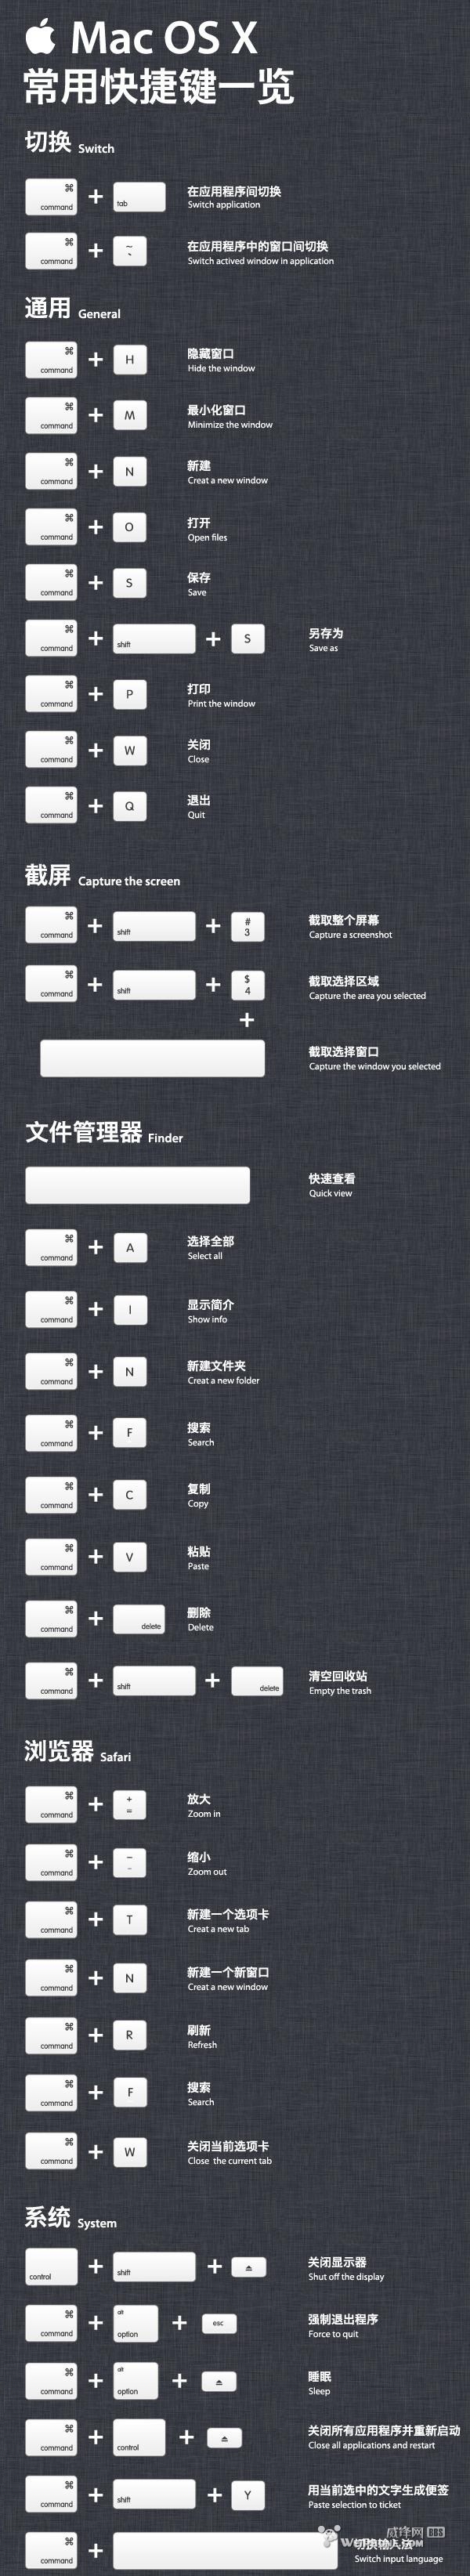 Mac OS X
常用快捷键一览
切换 Switch
⌘ command + tab 在应用程序间切换
Switch application
⌘ command + ~ ` 在应用程序中的窗口间切换
Switch actived window in application
通用 General
⌘ command + H 隐藏窗口
Hide the window
⌘ command + M 最小化窗口
Minimize the window
⌘ command + N 新建
Creat a new window
⌘ command + O 打开
Open files
⌘ command + S 保存
Save
⌘ command + shift + S 另存为
Save as
⌘ command + P 打印
Print the window
⌘ command + W 关闭
Close
⌘ command + Q 退出
Quit
截屏 Capture the screen
⌘ command + shift + # 3 截取整个屏幕
Capture a screenshot
⌘ command + shift + $ 4 截取选择区域
Capture the area you selected
+
截取选择窗口
Capture the window you selected
文件管理器 Finder
快速查看
Quick view
⌘ command + A 选择全部
Select all
⌘ command + I 显示简介
Show info
⌘ command + N 新建文件夹
Creat a new folder
⌘ command + F 搜索
Search
⌘ command + C 复制
Copy
⌘ command + V 粘贴
Paste
⌘ command + delete 删除
Delete
⌘ command + shift + delete 清空回收站
Empty the trash
浏览器 Safari
⌘ command + + = 放大
Zoom in
⌘ command + — - 缩小
Zoom out
⌘ command + T 新建一个选项卡
Creat a new tab
⌘ command + N 新建一个新窗口
Creat a new window
⌘ command + R 刷新
Refresh
⌘ command + F 搜索
Search
⌘ command + W 关闭当前选项卡
Close the current tab
系统 System
control + shift + ⏏ 关闭显示器
Shut off the display
⌘ command + alt option + esc 强制退出程序
Force to quit
⌘ command + alt option + ⏏ 睡眠
Sleep
⌘ command + control + ⏏ 关闭所有应用程序并重新启动
Close all applications and restart
⌘ command + shift + Y 用当前选中的文字生成便签
Paste selection to ticket
威锋网 BBS
⌘ command + 切换输入法
WeiPhone.com
Switch input language